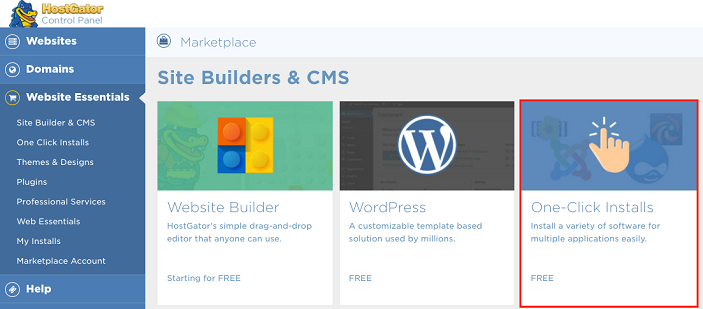 HostGator
Control Panel
Websites
Domains
Website Essentials
Site Builder & CMS
One Click Installs
Themes & Designs
Plugins
Professional Services
Web Essentials
My Installs
Marketplace Account
Help
Marketplace
Site Builders & CMS
Website Builder
HostGator's simple drag-and-drop
editor that anyone can use.
Starting for FREE
WordPress
A customizable template based
solution used by millions.
FREE
One-Click Installs
Install a variety of software for
multiple applications easily.
FREE